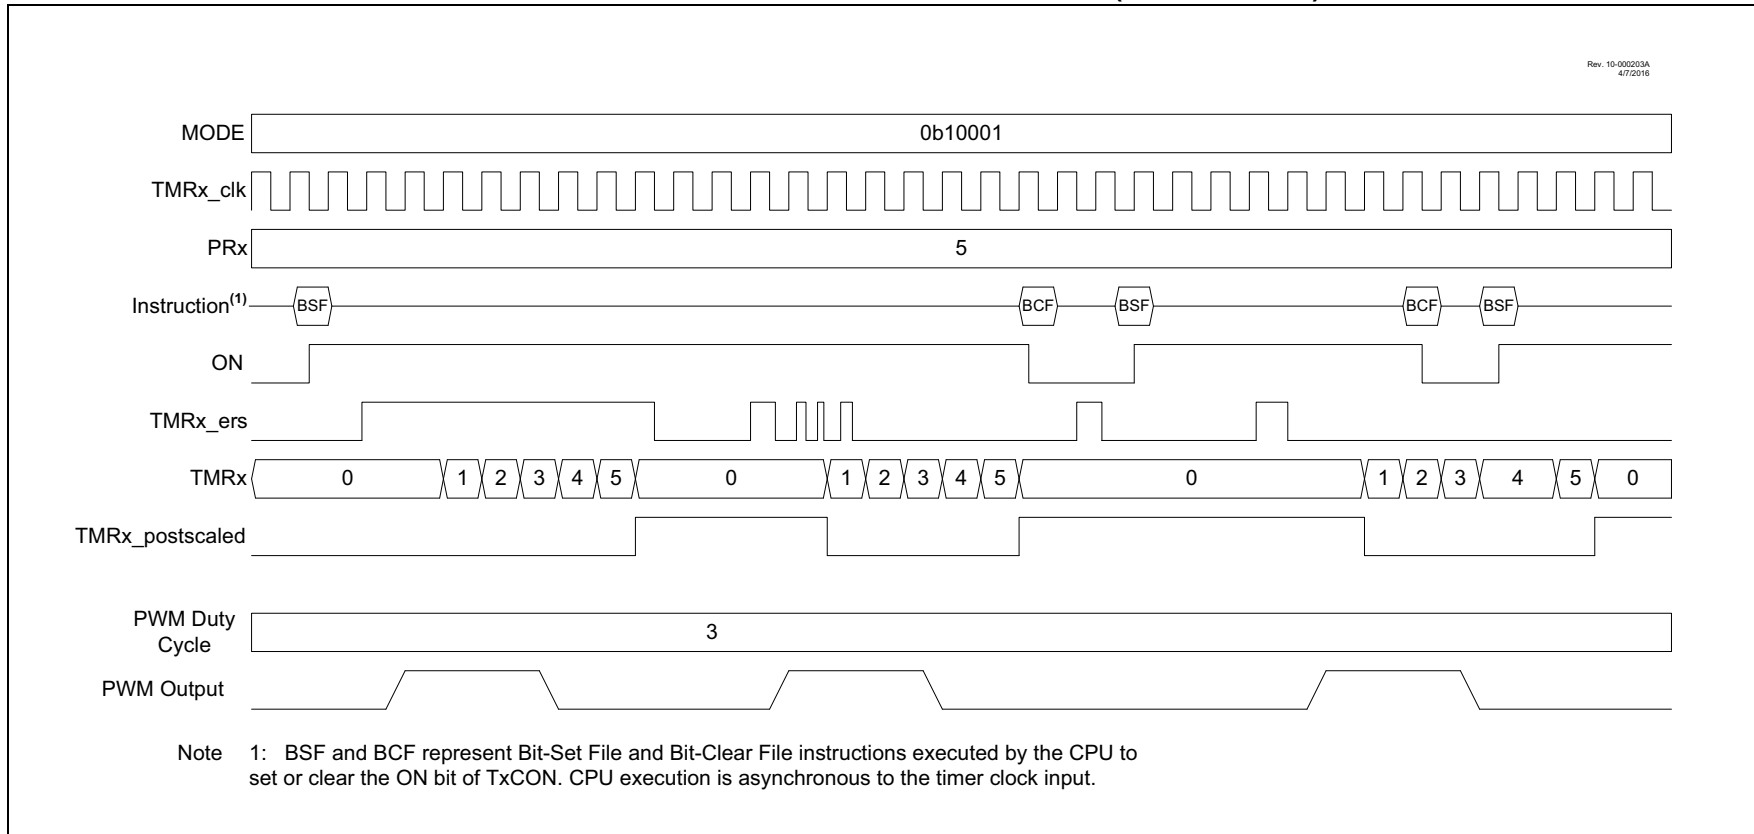 Rev. 10-000203A
4/7/2016
MODE 0b10001
TMRx_clk
PRx 5
Instruction(1) BSF BCF BSF BCF BSF
ON
TMRx_ers
TMRx 0 1 2 3 4 5 0 1 2 3 4 5 0 1 2 3 4 5 0
TMRx_postscaled
PWM Duty
Cycle 3
PWM Output
Note 1: BSF and BCF represent Bit-Set File and Bit-Clear File instructions executed by the CPU to
set or clear the ON bit of TxCON. CPU execution is asynchronous to the timer clock input.